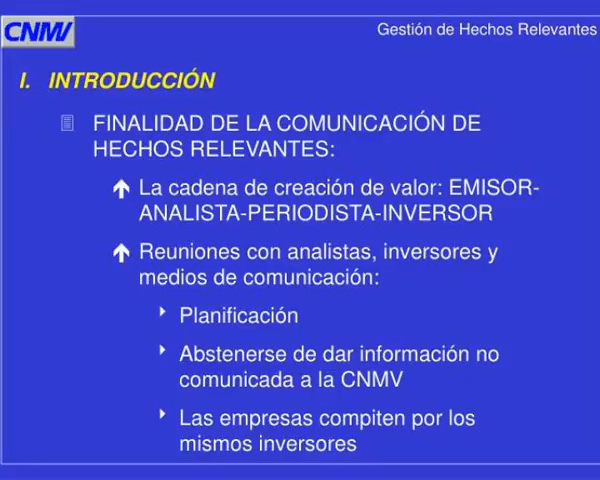 CNMV
Gestión de Hechos Relevantes
I. INTRODUCCIÓN
FINALIDAD DE LA COMUNICACIÓN DE
HECHOS RELEVANTES:
La cadena de creación de valor: EMISOR-
ANALISTA-PERIODISTA-INVERSOR
Reuniones con analistas, inversores y
medios de comunicación:
Planificación
Abstenerse de dar información no
comunicada a la CNMV
Las empresas compiten por los
mismos inversores